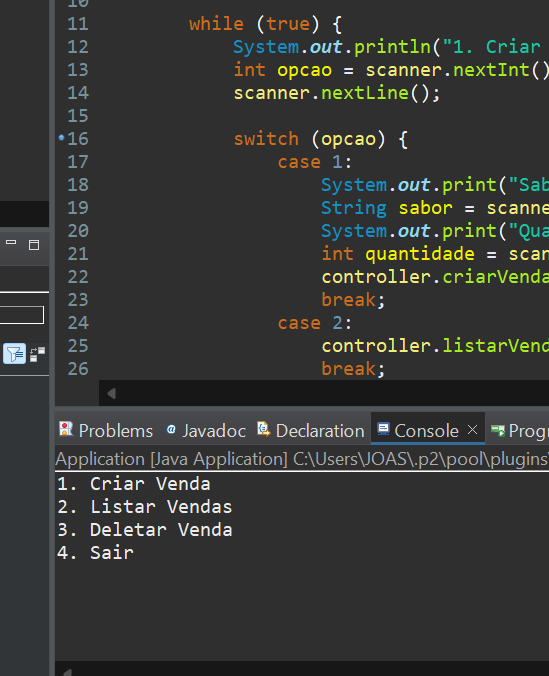 10
11 while (true) {
12 System.out.println("1. Criar
13 int opcao = scanner.nextInt()
14 scanner.nextLine();
15
16 switch (opcao) {
17 case 1:
18 System.out.print("Sab
19 String sabor = scanne
20 System.out.print("Qua
21 int quantidade = scan
22 controller.criarVenda
23 break;
24 case 2:
25 controller.listarVend
26 break;
Problems @ Javadoc Declaration Console Progr
Application [Java Application] C:\Users\JOAS\.p2\pool\plugins\
1. Criar Venda
2. Listar Vendas
3. Deletar Venda
4. Sair